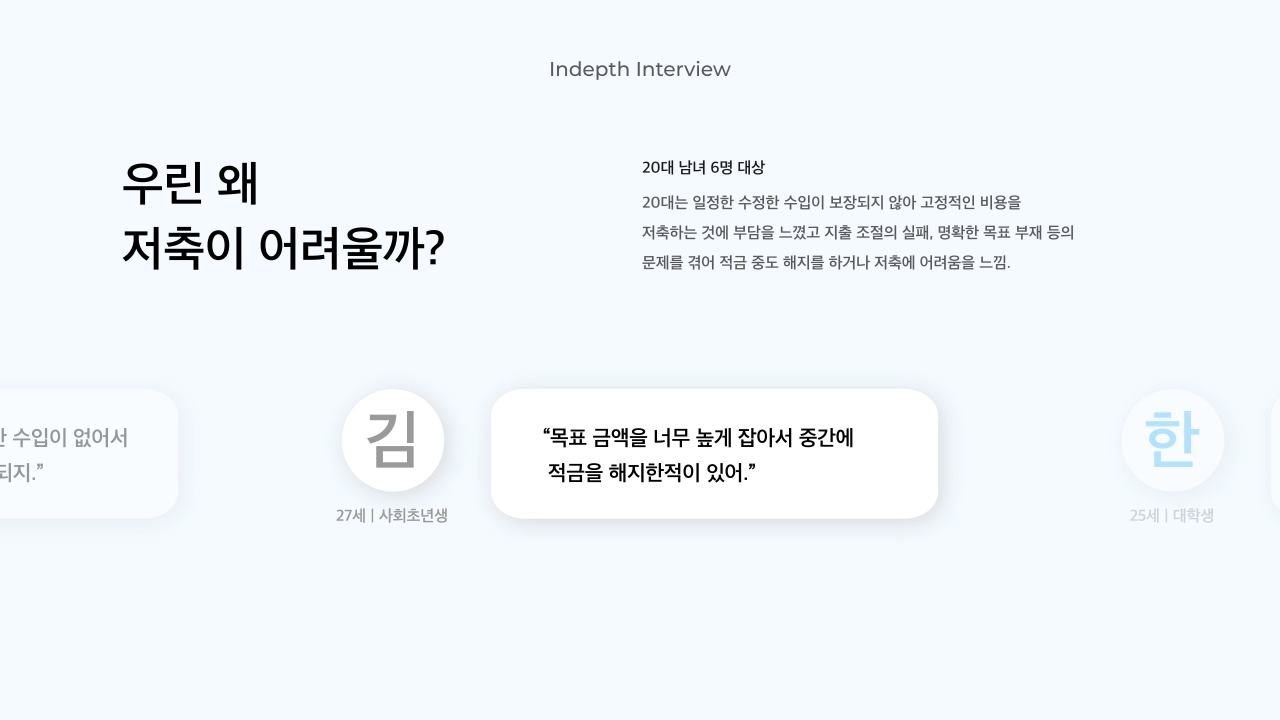 Indepth Interview
우린 왜
저축이 어려울까?
20대 남녀 6명 대상
20대는 일정한 수정한 수입이 보장되지 않아 고정적인 비용을
저축하는 것에 부담을 느꼈고 지출 조절의 실패, 명확한 목표 부재 등의
문제를 겪어 적금 중도 해지를 하거나 저축에 어려움을 느낌.
수입이 없어서
되지.”
김
27세 | 사회초년생
“목표 금액을 너무 높게 잡아서 중간에
적금을 해지한적이 있어.”
한
25세 | 대학생